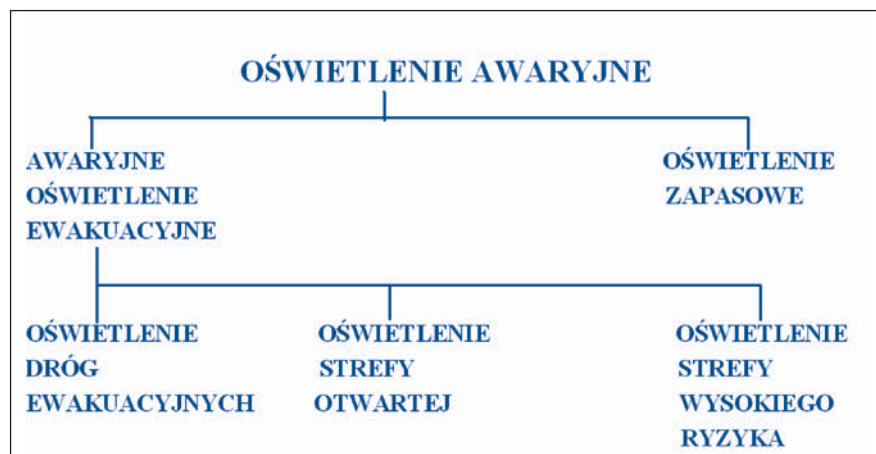 OŚWIETLENIE AWARYJNE
AWARYJNE
OŚWIETLENIE
EWAKUACYJNE
OŚWIETLENIE
ZAPASOWE
OŚWIETLENIE
DRÓG
EWAKUACYJNYCH
OŚWIETLENIE
STREFY
OTWARTEJ
OŚWIETLENIE
STREFY
WYSOKIEGO
RYZYKA